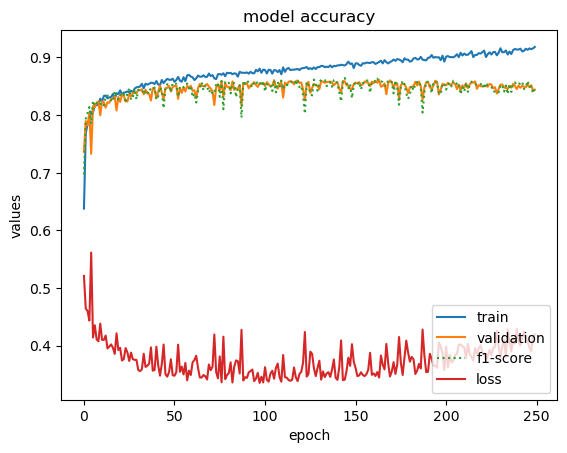 model accuracy
values
0.9
0.8
0.7
0.6
0.5
0.4
train
validation
f1-score
loss
0
50
100
150
200
250
epoch